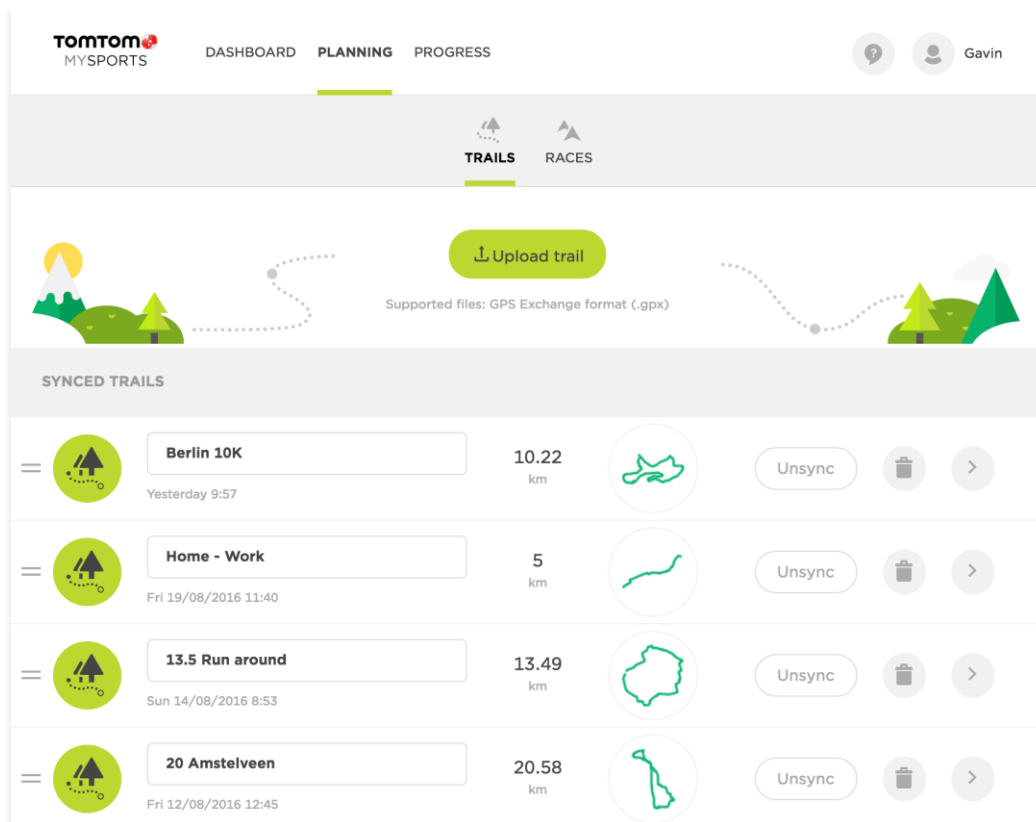 TOMTOM
MYSPORTS
DASHBOARD PLANNING PROGRESS
? Gavin
TRAILS RACES
Upload trail
Supported files: GPS Exchange format (.gpx)
SYNCED TRAILS
Berlin 10K 10.22 Unsync
km
Yesterday 9:57
Home - Work 5 Unsync
km
Fri 19/08/2016 11:40
13.5 Run around 13.49 Unsync
km
Sun 14/08/2016 8:53
20 Amstelveen 20.58 Unsync
km
Fri 12/08/2016 12:45